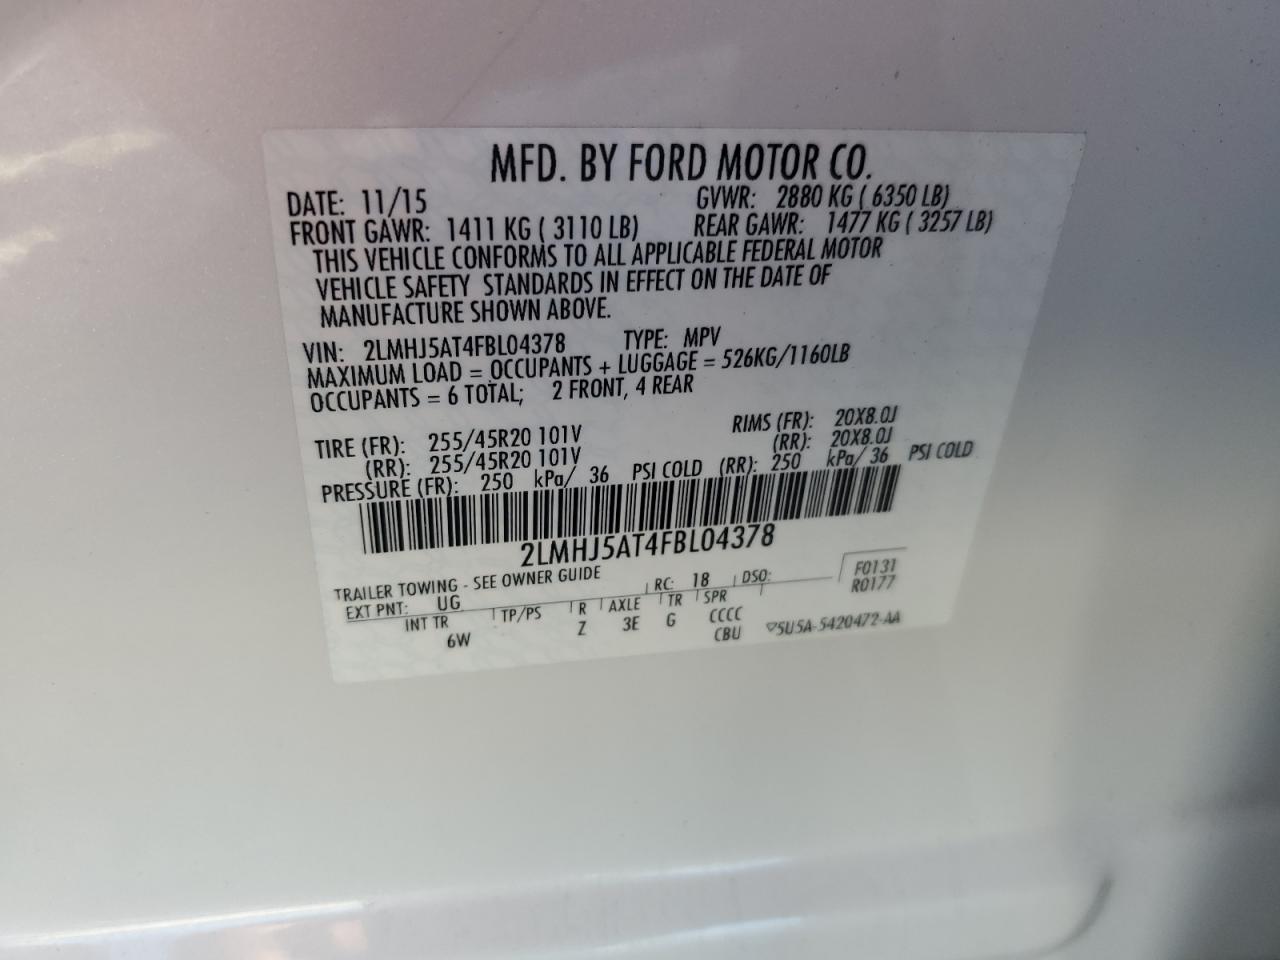 MFD. BY FORD MOTOR CO.
DATE: 11/15 GVWR: 2880 KG ( 6350 LB)
FRONT GAWR: 1411 KG ( 3110 LB) REAR GAWR: 1477 KG ( 3257 LB)
THIS VEHICLE CONFORMS TO ALL APPLICABLE FEDERAL MOTOR
VEHICLE SAFETY STANDARDS IN EFFECT ON THE DATE OF
MANUFACTURE SHOWN ABOVE.
VIN: 2LMHJ5AT4FBL04378 TYPE: MPV
MAXIMUM LOAD = OCCUPANTS + LUGGAGE = 526KG/1160LB
OCCUPANTS = 6 TOTAL; 2 FRONT, 4 REAR
TIRE (FR): 255/45R20 101V RIMS (FR): 20X8.0J
(RR): 255/45R20 101V (RR): 20X8.0J
PRESSURE (FR): 250 kPa/ 36 PSI COLD (RR): 250 kPa/ 36 PSI COLD
2LMHJ5AT4FBL04378
TRAILER TOWING - SEE OWNER GUIDE
EXT PNT: UG RC: 18 DSO: F0131
R0177
INT TR TP/PS R AXLE TR SPR
6W Z 3E G CCCC
CBU 5U5A-5420472-AA